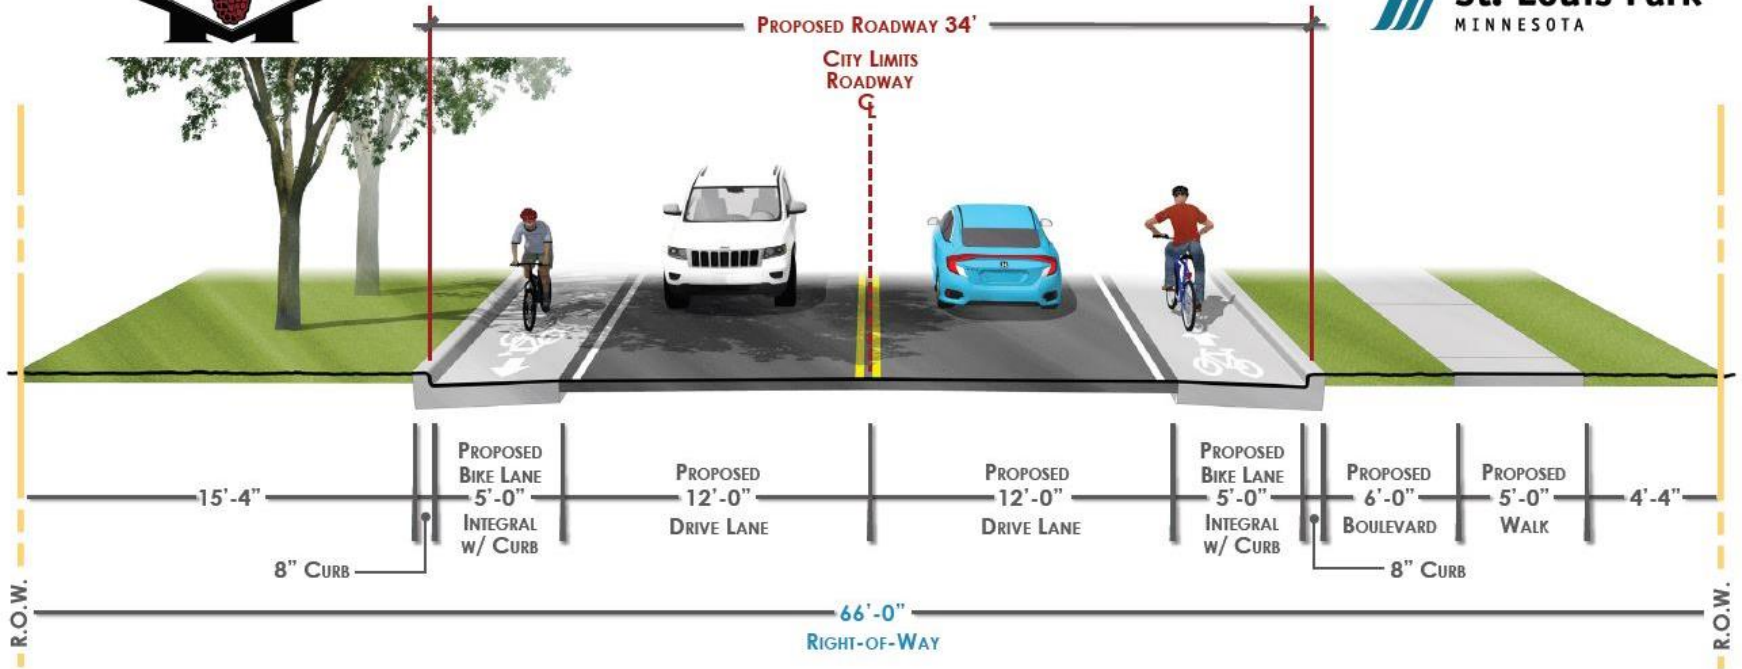 St. Louis Park
MINNESOTA
PROPOSED ROADWAY 34'
CITY LIMITS
ROADWAY
CL
PROPOSED
BIKE LANE
5'-0"
INTEGRAL
W/ CURB
PROPOSED
12'-0"
DRIVE LANE
PROPOSED
12'-0"
DRIVE LANE
PROPOSED
BIKE LANE
5'-0"
INTEGRAL
W/ CURB
PROPOSED
6'-0"
BOULEVARD
PROPOSED
5'-0"
WALK
15'-4"
4'-4"
8" CURB
8" CURB
66'-0"
RIGHT-OF-WAY
R.O.W.
R.O.W.